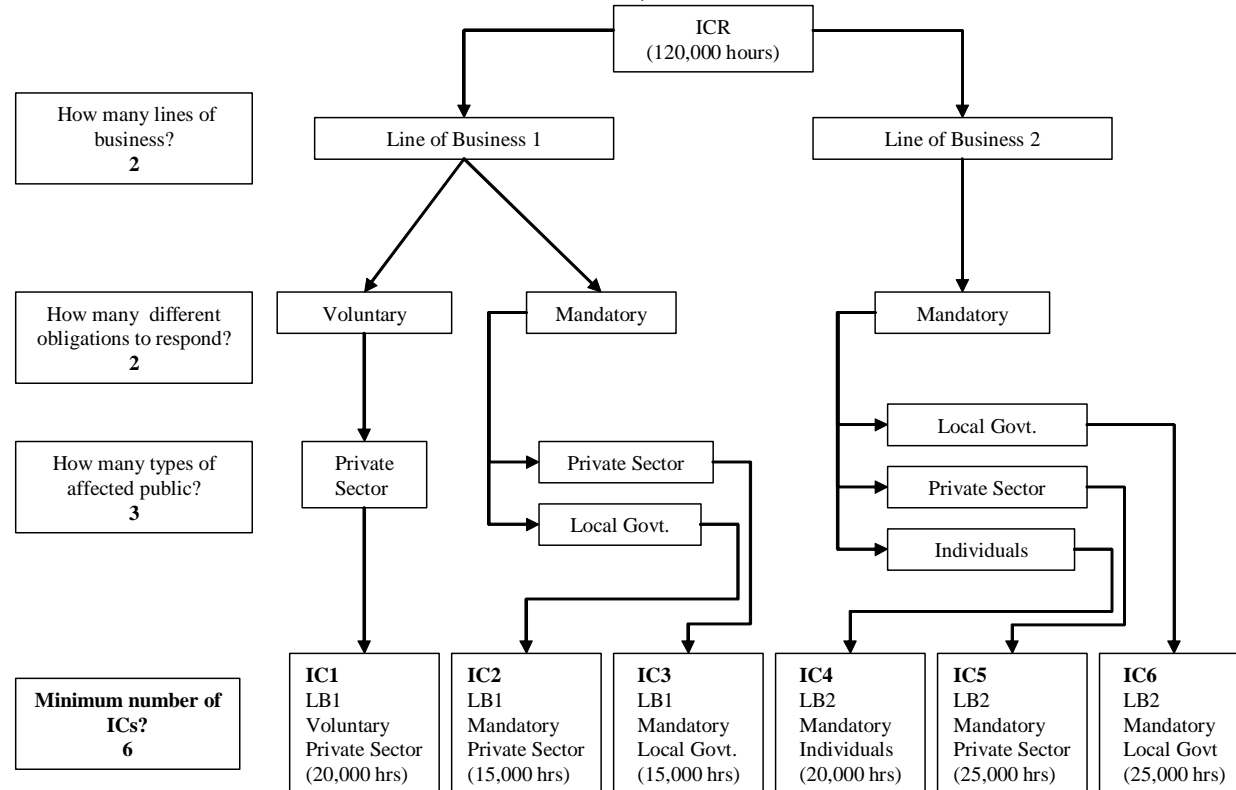 ICR
(120,000 hours)
How many lines of
business?
2
Line of Business 1
Line of Business 2
How many different
obligations to respond?
2
Voluntary
Mandatory
Mandatory
How many types of
affected public?
3
Private
Sector
Private Sector
Local Govt.
Local Govt.
Private Sector
Individuals
Minimum number of
ICs?
6
IC1
LB1
Voluntary
Private Sector
(20,000 hrs)
IC2
LB1
Mandatory
Private Sector
(15,000 hrs)
IC3
LB1
Mandatory
Local Govt.
(15,000 hrs)
IC4
LB2
Mandatory
Individuals
(20,000 hrs)
IC5
LB2
Mandatory
Private Sector
(25,000 hrs)
IC6
LB2
Mandatory
Local Govt
(25,000 hrs)